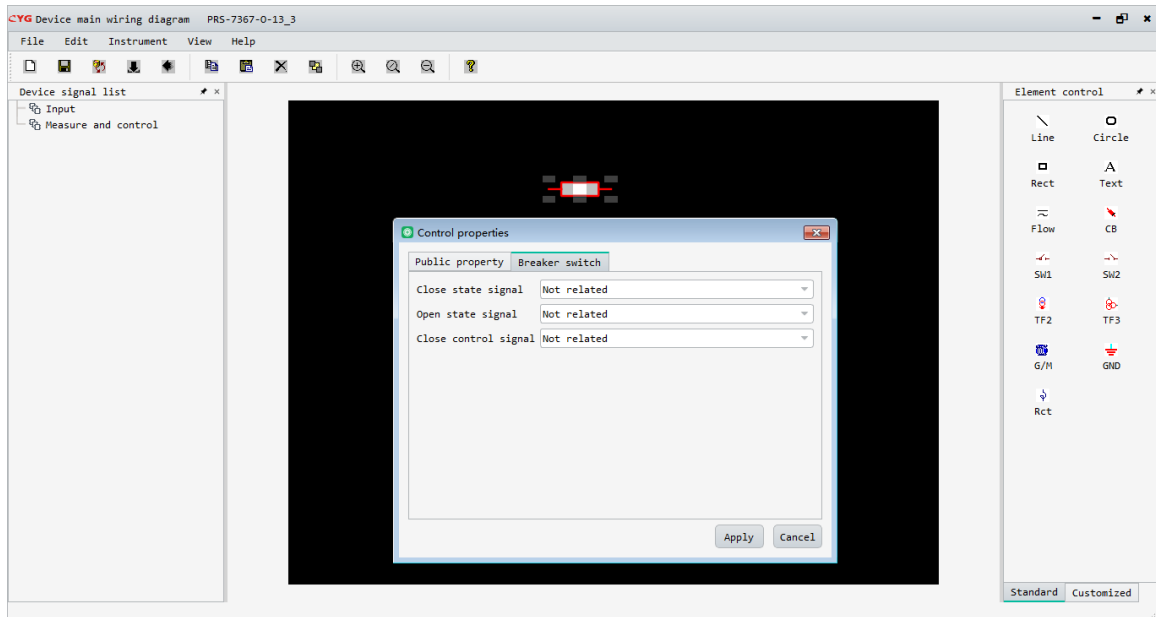 CYG Device main wiring diagram PRS-7367-O-13_3
File Edit Instrument View Help
Device signal list
Input
Measure and control
Control properties
Public property Breaker switch
Close state signal Not related
Open state signal Not related
Close control signal Not related
Apply Cancel
Element control
Line Circle
A
Rect Text
Flow CB
SW1 SW2
TF2 TF3
G/M GND
Rct
Standard Customized